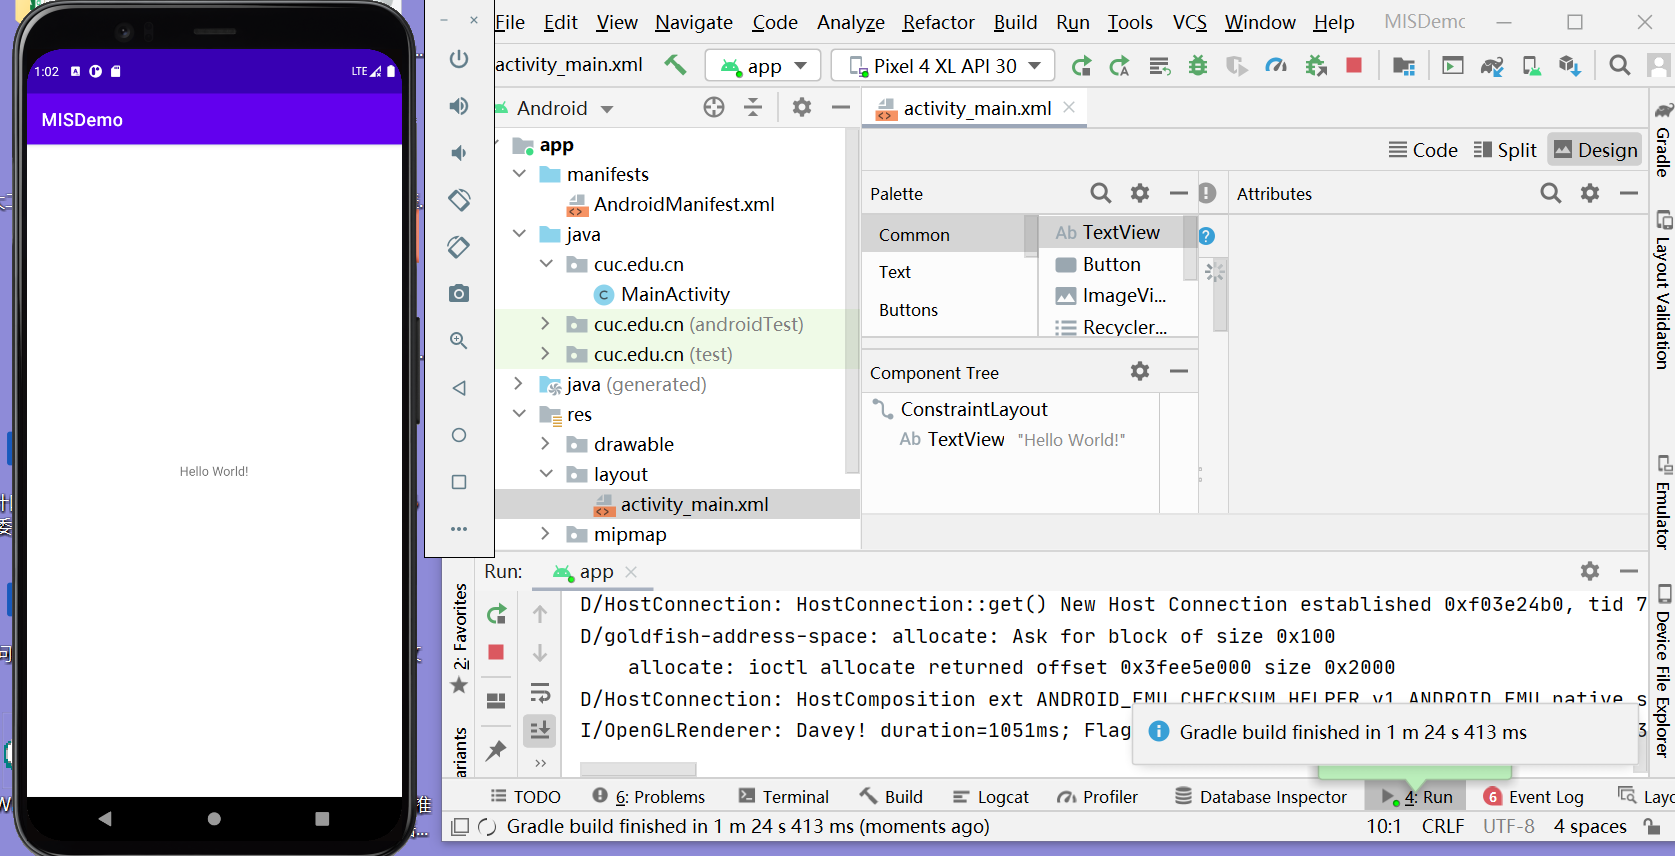 1:02
LTE
MISDemo
Hello World!
File Edit View Navigate Code Analyze Refactor Build Run Tools VCS Window Help MISDemo
activity_main.xml
app
Pixel 4 XL API 30
Android
activity_main.xml
app
manifests
AndroidManifest.xml
java
cuc.edu.cn
MainActivity
cuc.edu.cn (androidTest)
cuc.edu.cn (test)
java (generated)
res
drawable
layout
activity_main.xml
mipmap
Code Split Design
Palette
Common
Text
Buttons
Ab TextView
Button
ImageVi...
Recycler...
Component Tree
ConstraintLayout
Ab TextView "Hello World!"
Attributes
Gradle
Layout Validation
Emulator
Device File Explorer
2: Favorites
ariants
Run: app
D/HostConnection: HostConnection::get() New Host Connection established 0xf03e24b0, tid 7
D/goldfish-address-space: allocate: Ask for block of size 0x100
allocate: ioctl allocate returned offset 0x3fee5e000 size 0x2000
D/HostConnection: HostComposition ext ANDROID_EMU_CHECKSUM_HELPER_v1 ANDROID_EMU_native_s
I/OpenGLRenderer: Davey! duration=1051ms; Flag
Gradle build finished in 1 m 24 s 413 ms
TODO 6: Problems Terminal Build Logcat Profiler Database Inspector 4: Run 6 Event Log Layo
Gradle build finished in 1 m 24 s 413 ms (moments ago)
10:1 CRLF UTF-8 4 spaces